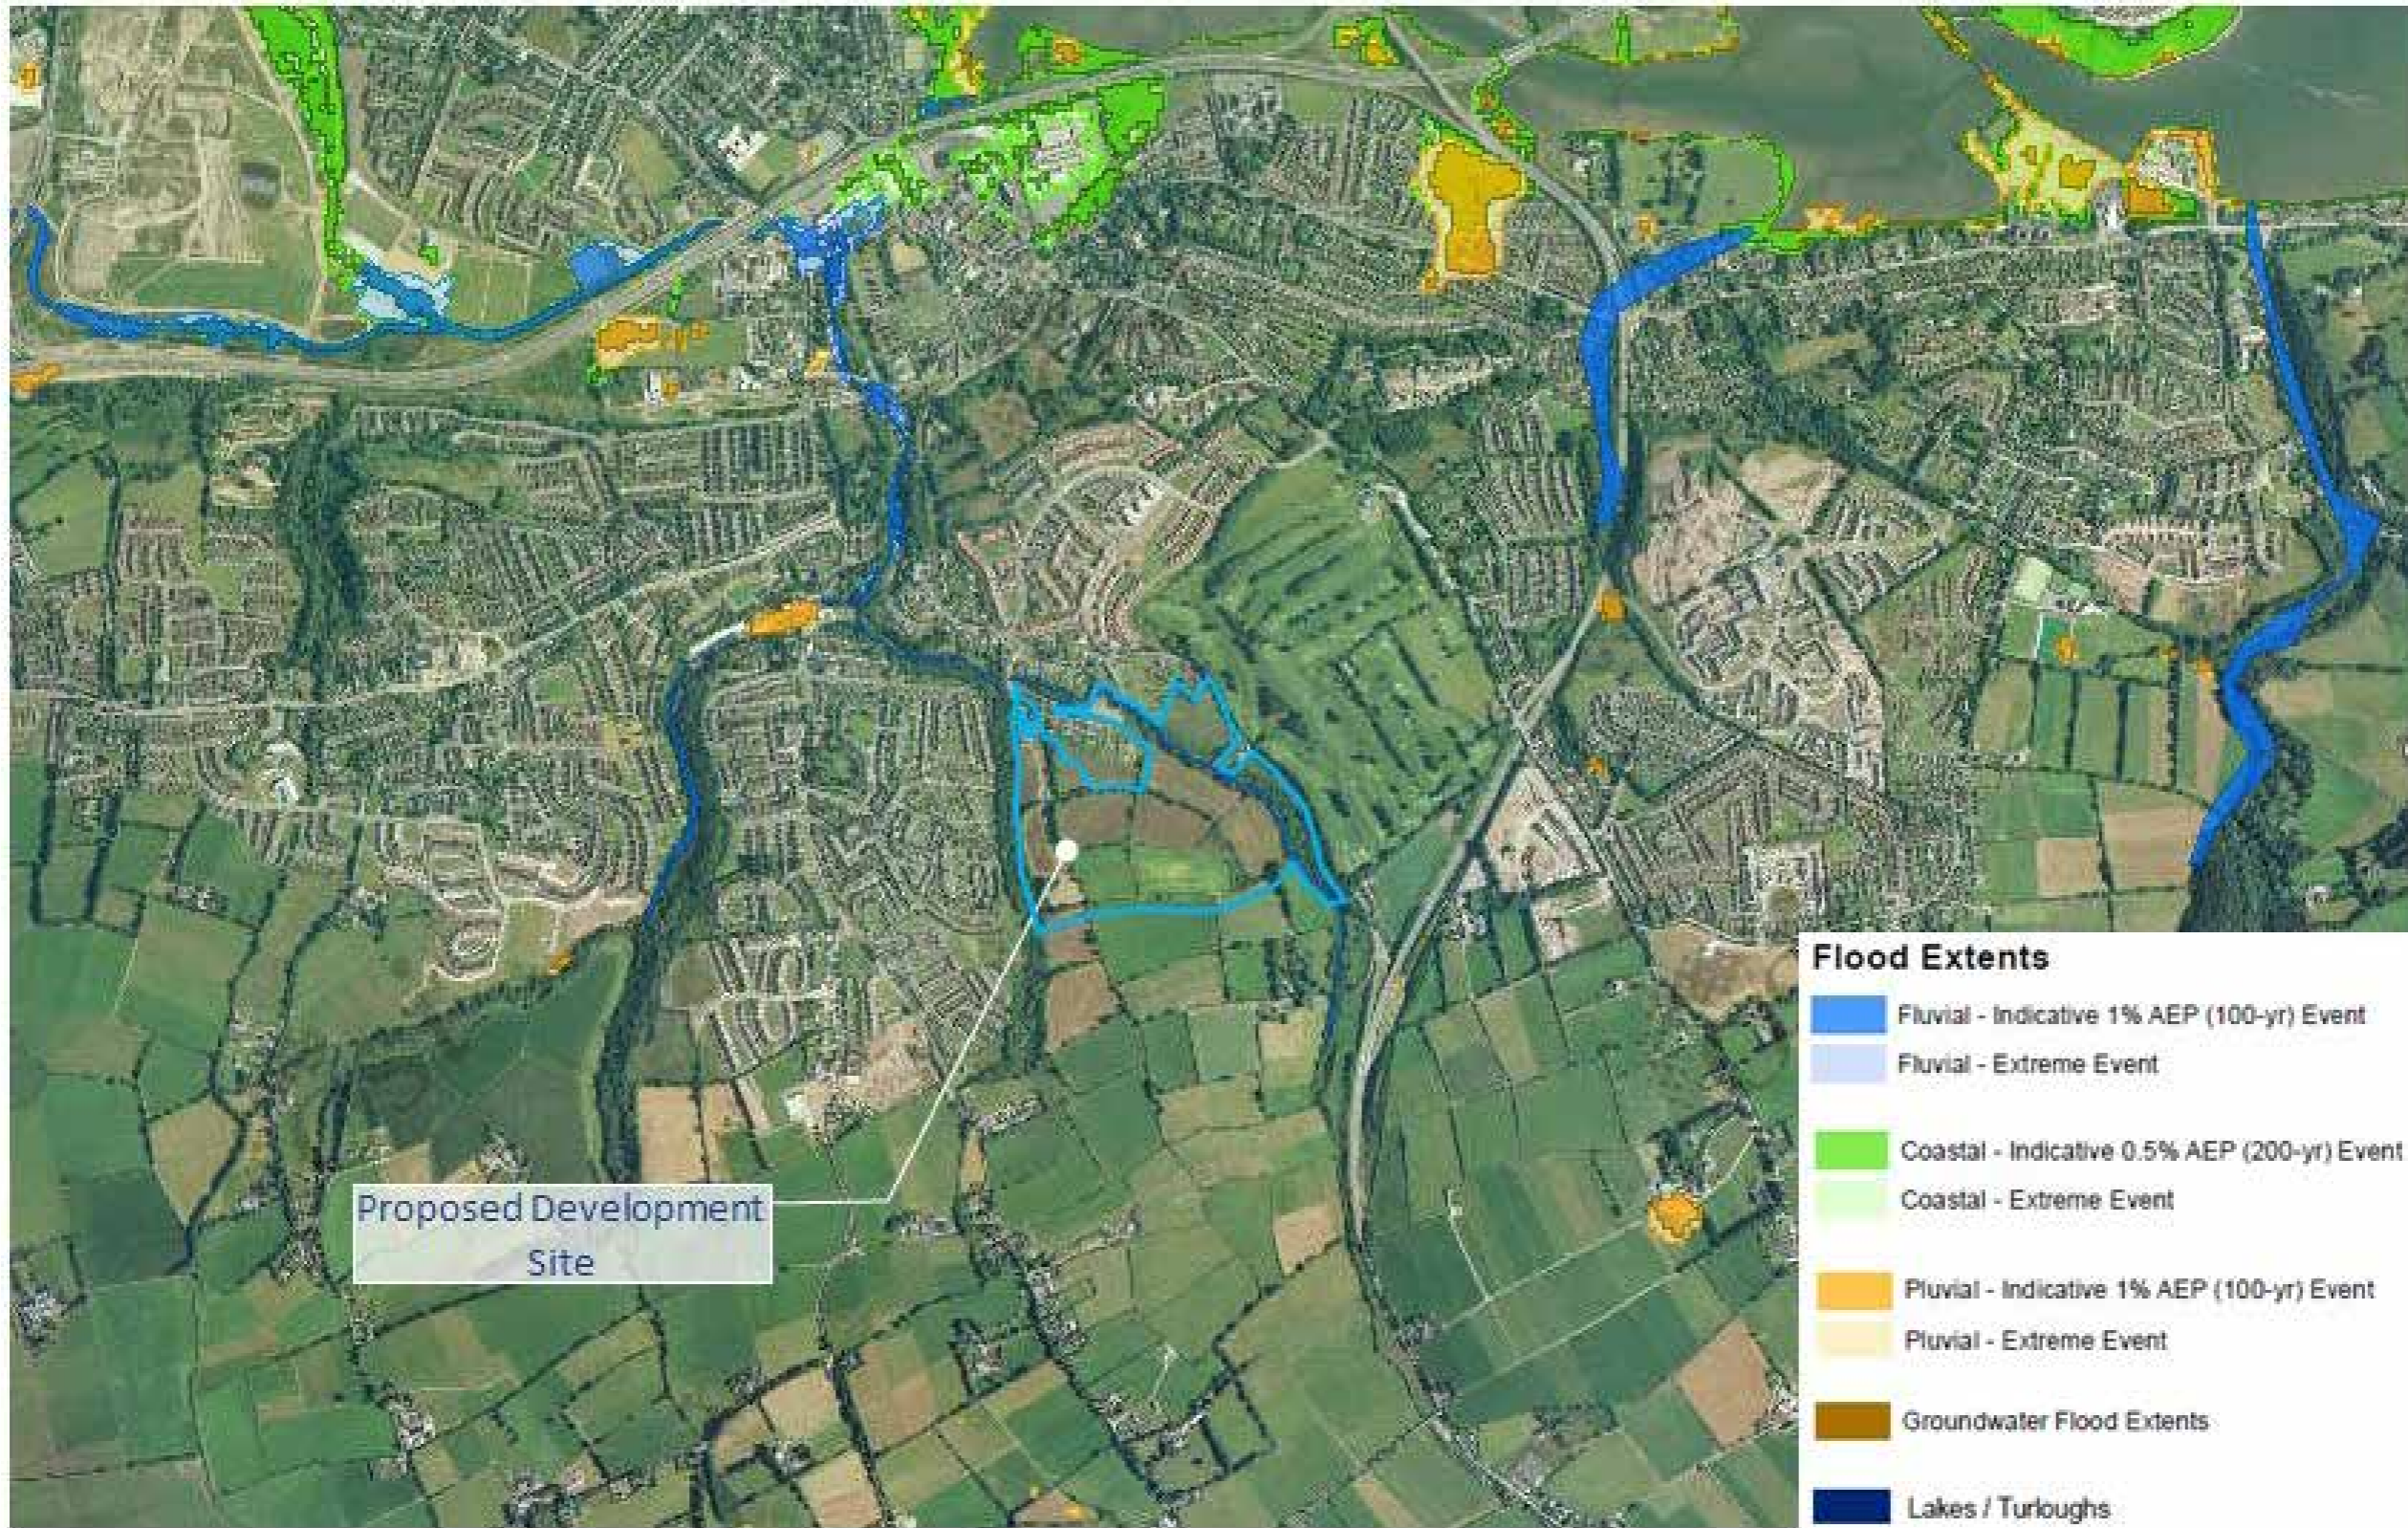 Proposed Development
Site
Flood Extents
Fluvial - Indicative 1% AEP (100-yr) Event
Fluvial - Extreme Event
Coastal - Indicative 0.5% AEP (200-yr) Event
Coastal - Extreme Event
Pluvial - Indicative 1% AEP (100-yr) Event
Pluvial - Extreme Event
Groundwater Flood Extents
Lakes / Turloughs